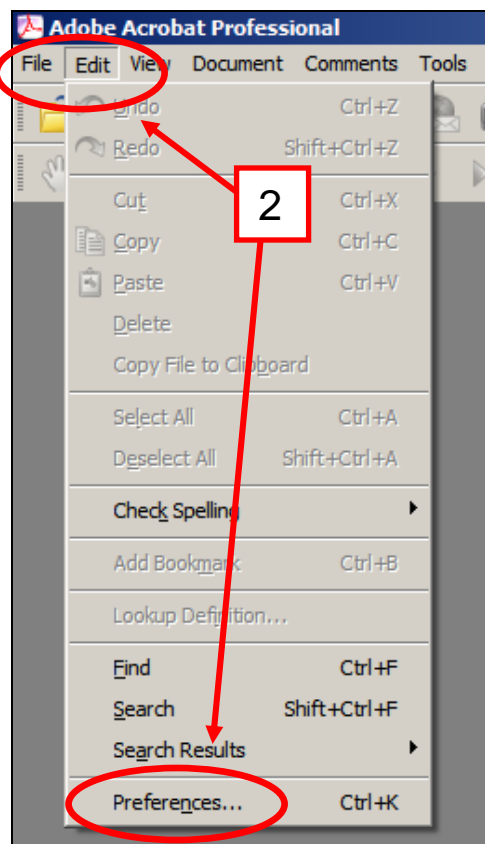 Adobe Acrobat Professional
File Edit View Document Comments Tools
Undo Ctrl+Z
Redo Shift+Ctrl+Z
2
Cut Ctrl+X
Copy Ctrl+C
Paste Ctrl+V
Delete
Copy File to Clipboard
Select All Ctrl+A
Deselect All Shift+Ctrl+A
Check Spelling
Add Bookmark Ctrl+B
Lookup Definition...
Find Ctrl+F
Search Shift+Ctrl+F
Search Results
Preferences... Ctrl+K